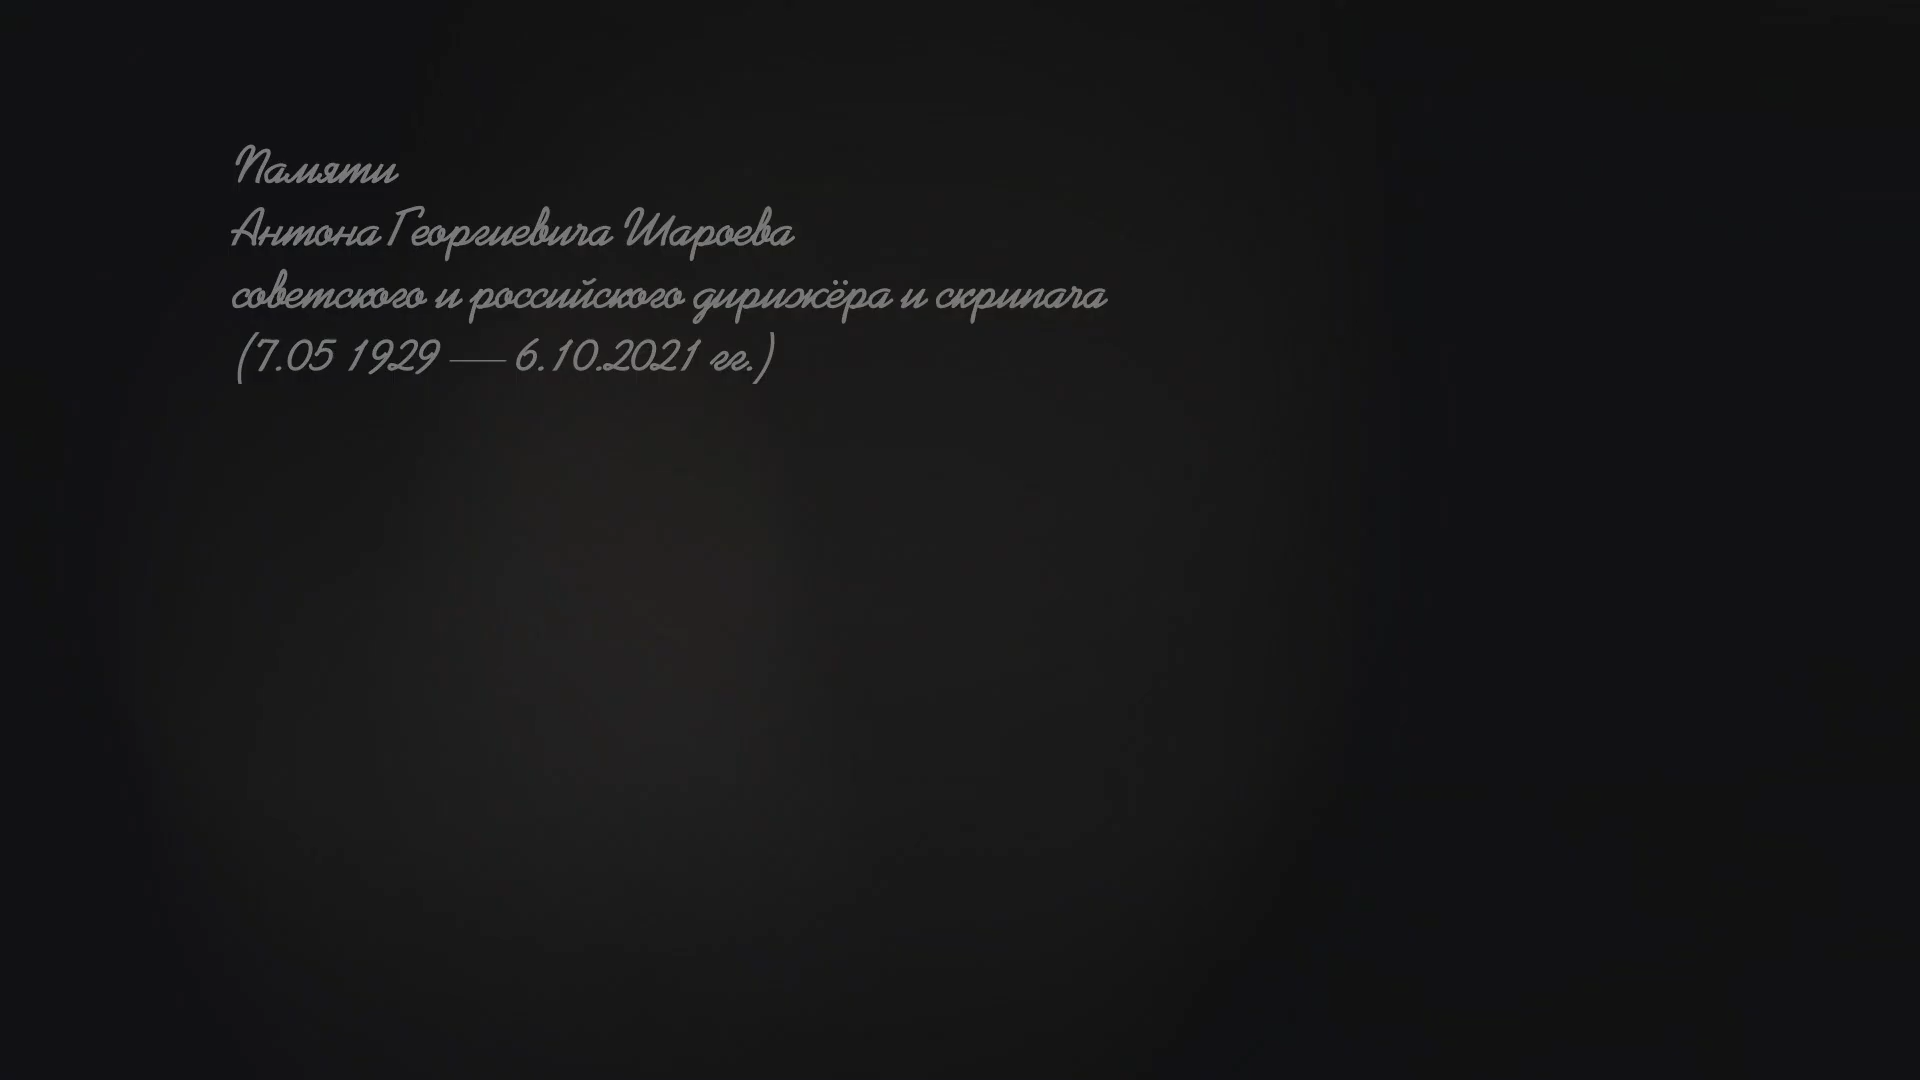 Памяти
Антона Георгиевича Шароева
советского и российского дирижёра и скрипача
(7.05 1929 — 6.10.2021 гг.)